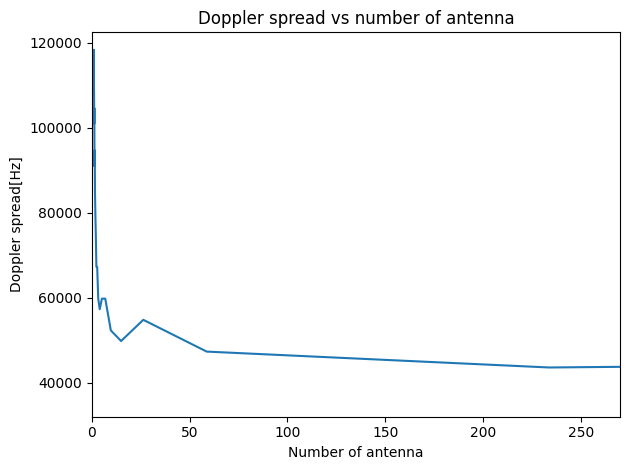 Doppler spread vs number of antenna
120000
100000
80000
60000
40000
Doppler spread[Hz]
0 50 100 150 200 250
Number of antenna